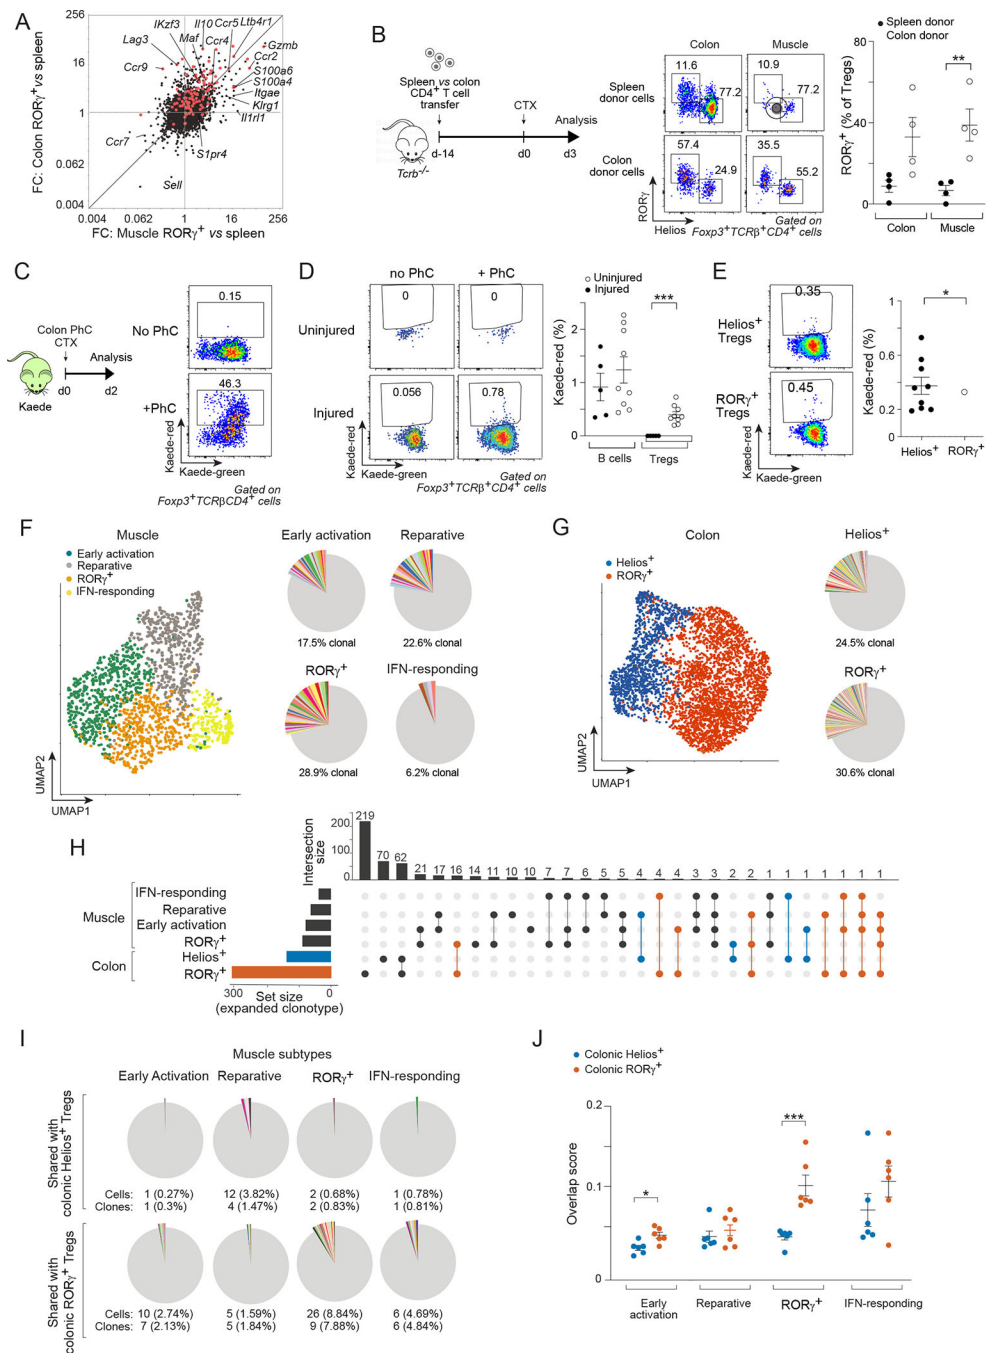 A
FC: Colon RORγ+ vs spleen
256
16
1
0.062
0.004
0.004
0.062
1
16
256
FC: Muscle RORγ+ vs spleen
IKzf3
Il10
Ccr5
Ltb4r1
Lag3
Maf
Ccr4
Gzmb
Ccr2
Ccr9
S100a6
S100a4
Itgae
Klrg1
Il1rl1
Ccr7
S1pr4
Sell
B
Spleen vs colon
CD4+ T cell
transfer
CTX
Analysis
d-14
d0
d3
Tcrb-/-
Colon
Muscle
Spleen
donor cells
11.6
77.2
10.9
77.2
Colon
donor cells
57.4
24.9
35.5
55.2
RORγ
Helios
Gated on
Foxp3+TCRβ+CD4+ cells
Spleen donor
Colon donor
RORγ+ (% of Tregs)
80
40
0
**
Colon
Muscle
C
Colon PhC
CTX
Analysis
d0
d2
Kaede
No PhC
0.15
+PhC
46.3
Kaede-red
Kaede-green
Gated on
Foxp3+TCRβCD4+ cells
D
no PhC
+ PhC
Uninjured
0
0
Injured
0.056
0.78
Kaede-red
Kaede-green
Gated on
Foxp3+TCRβ+CD4+ cells
Uninjured
Injured
Kaede-red (%)
2
1
0
***
B cells
Tregs
E
Helios+
Tregs
0.35
RORγ+
Tregs
0.45
Kaede-red
Kaede-green
Kaede-red (%)
1
0.6
0.2
0
*
Helios+
RORγ+
F
Muscle
Early activation
Reparative
RORγ+
IFN-responding
UMAP2
UMAP1
Early activation
Reparative
17.5% clonal
22.6% clonal
RORγ+
IFN-responding
28.9% clonal
6.2% clonal
G
Colon
Helios+
RORγ+
UMAP2
UMAP1
Helios+
24.5% clonal
RORγ+
30.6% clonal
H
Intersection
size
200
100
0
219
70
62
21
17
16
14
11
10
10
7
7
6
5
5
4
4
4
3
3
2
2
1
1
1
1
1
1
1
Muscle
IFN-responding
Reparative
Early activation
RORγ+
Colon
Helios+
RORγ+
300
0
Set size
(expanded clonotype)
I
Muscle subtypes
Early Activation
Reparative
RORγ+
IFN-responding
Shared with
colonic Helios+ Tregs
Cells: 1 (0.27%) 12 (3.82%) 2 (0.68%) 1 (0.78%)
Clones: 1 (0.3%) 4 (1.47%) 2 (0.83%) 1 (0.81%)
Shared with
colonic RORγ+ Tregs
Cells: 10 (2.74%) 5 (1.59%) 26 (8.84%) 6 (4.69%)
Clones: 7 (2.13%) 5 (1.84%) 9 (7.88%) 6 (4.84%)
J
Colonic Helios+
Colonic RORγ+
Overlap score
0.2
0.1
0
*
***
Early
activation
Reparative
RORγ+
IFN-responding